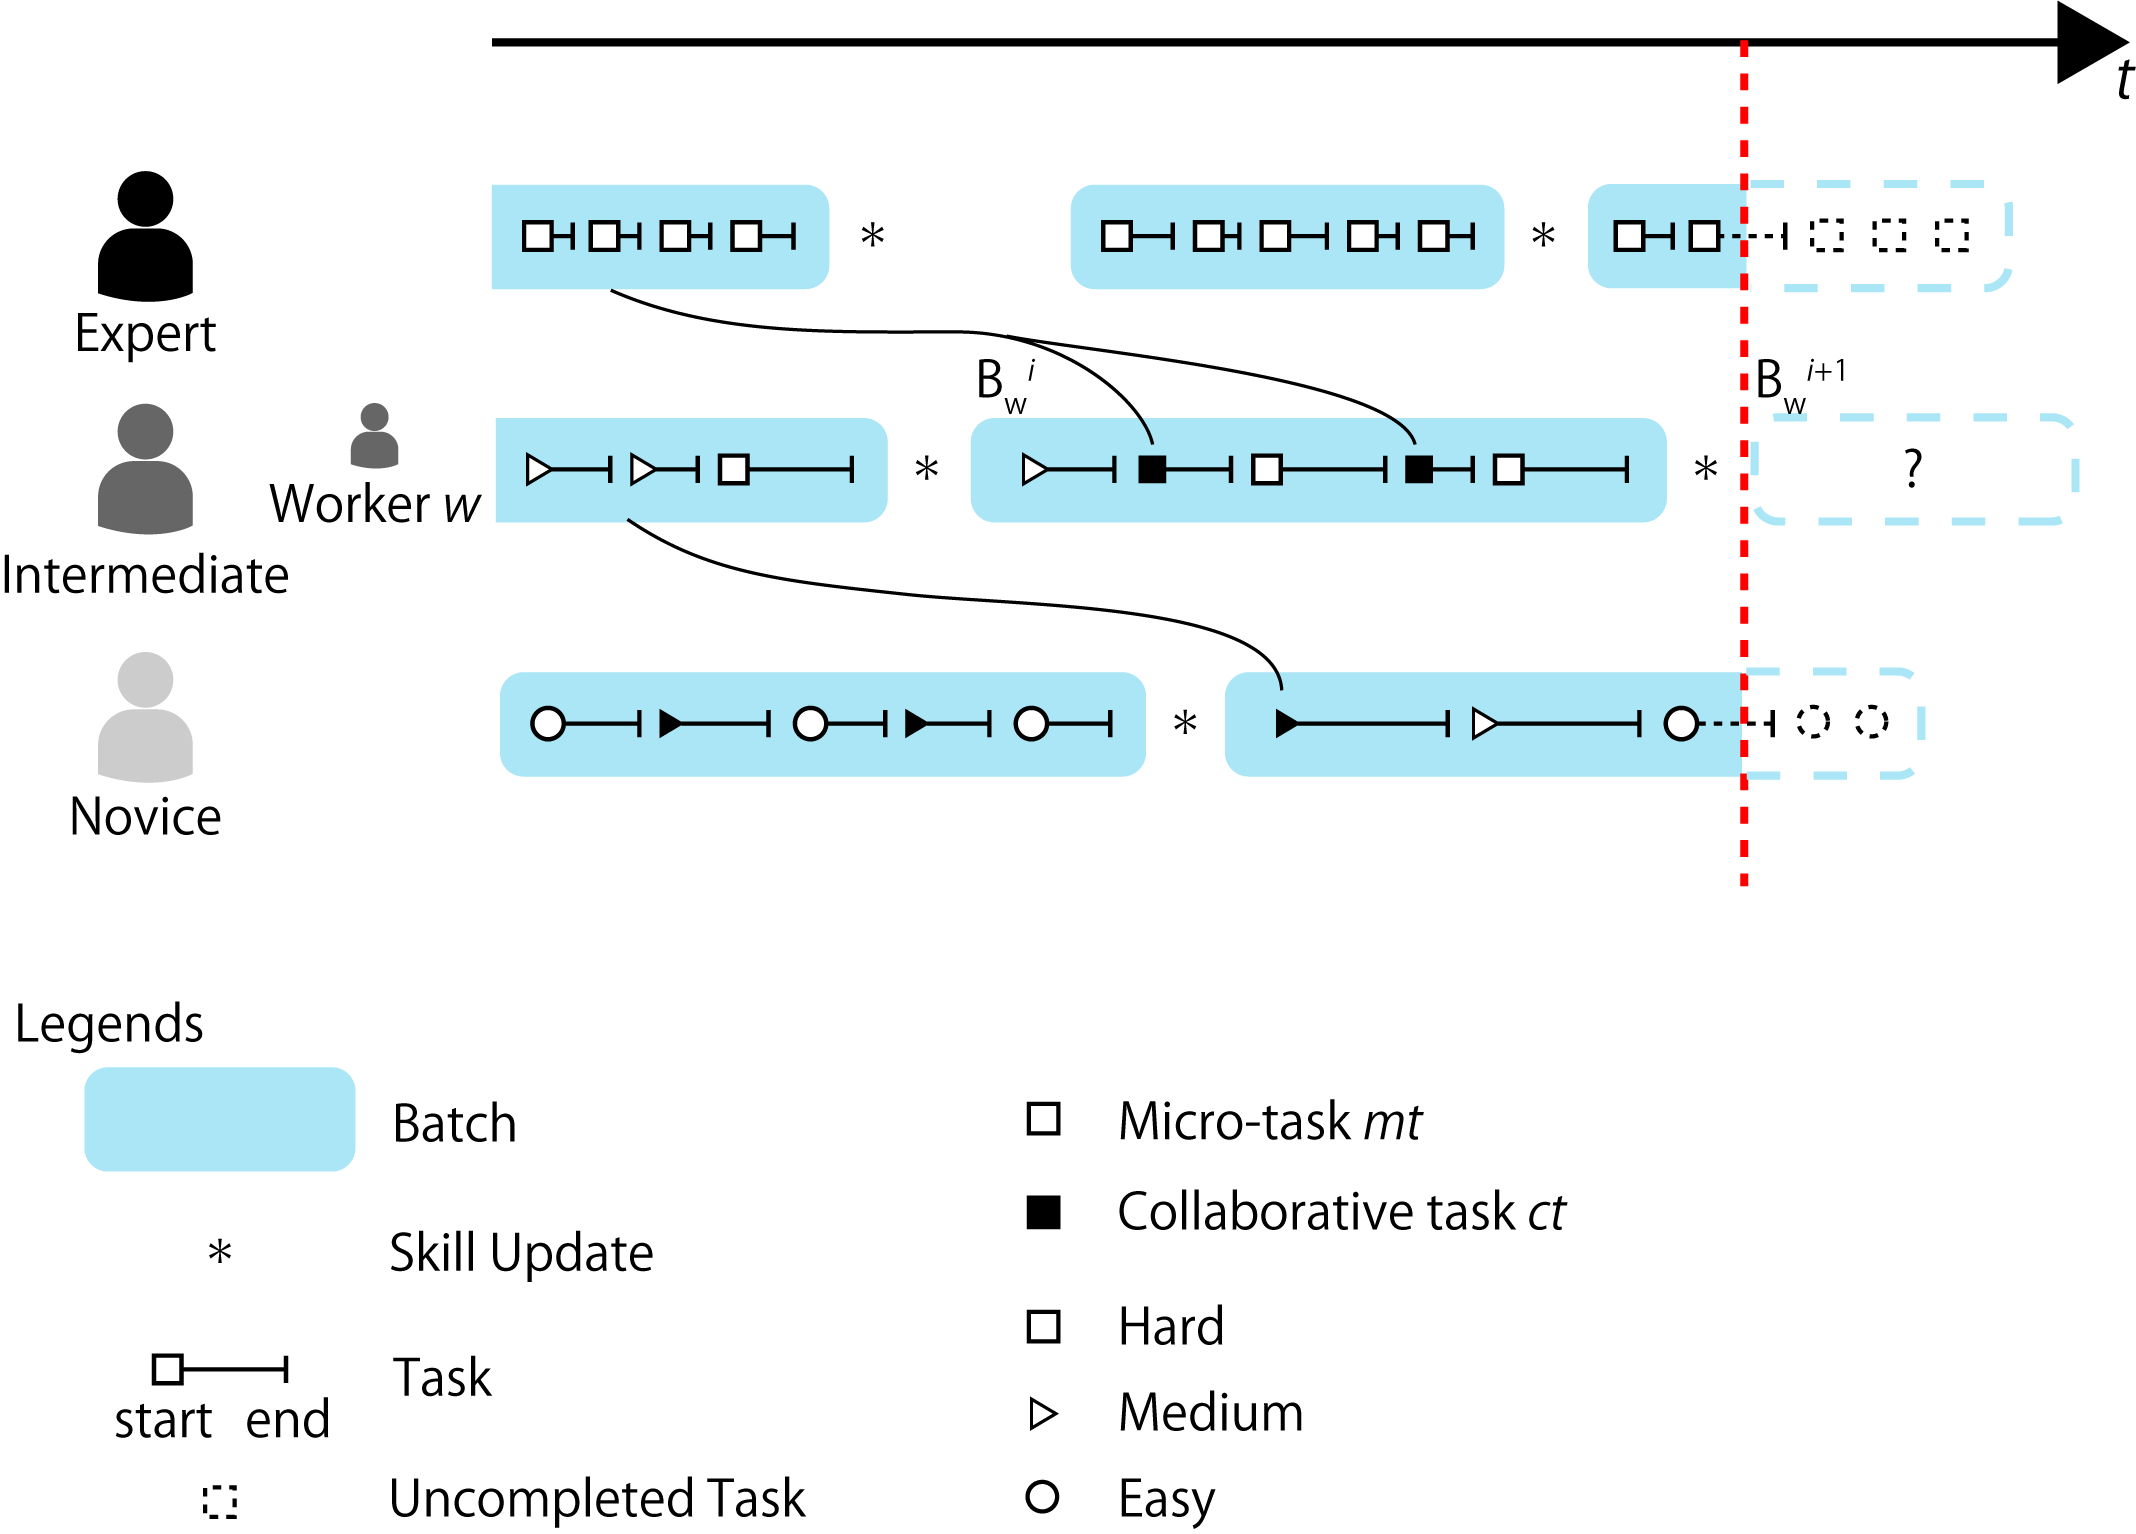 t
Expert
B_w^i
B_w^{i+1}
Worker w
?
Intermediate
Novice
Legends
Batch
Micro-task mt
Collaborative task ct
* Skill Update
Hard
Task
start end
Medium
Uncompleted Task
Easy